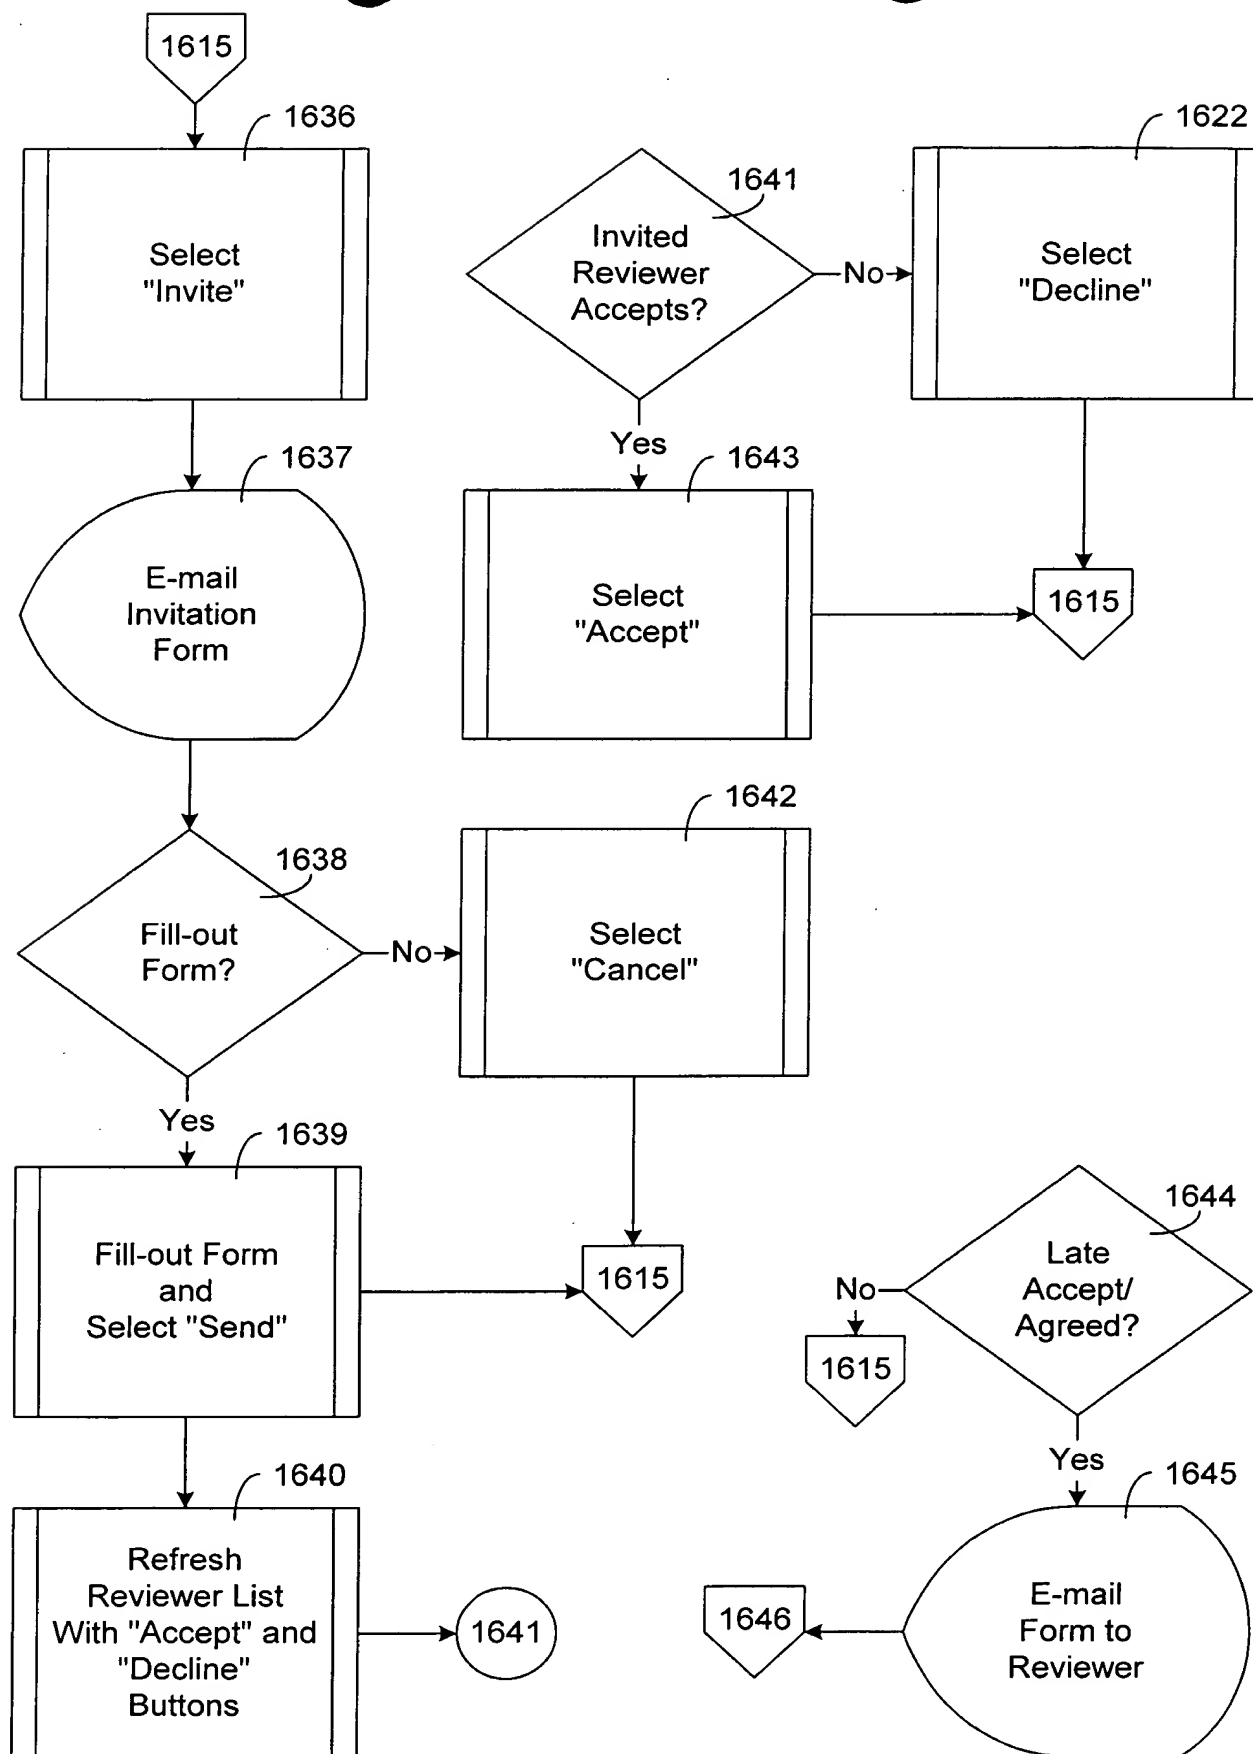 1615
1636
Select
"Invite"
1637
E-mail
Invitation
Form
1638
Fill-out
Form?
No
1642
Select
"Cancel"
Yes
1639
Fill-out Form
and
Select "Send"
1615
1640
Refresh
Reviewer List
With "Accept" and
"Decline"
Buttons
1641
1641
Invited
Reviewer
Accepts?
No
1622
Select
"Decline"
Yes
1643
Select
"Accept"
1615
1644
Late
Accept/
Agreed?
No
1615
Yes
1645
E-mail
Form to
Reviewer
1646